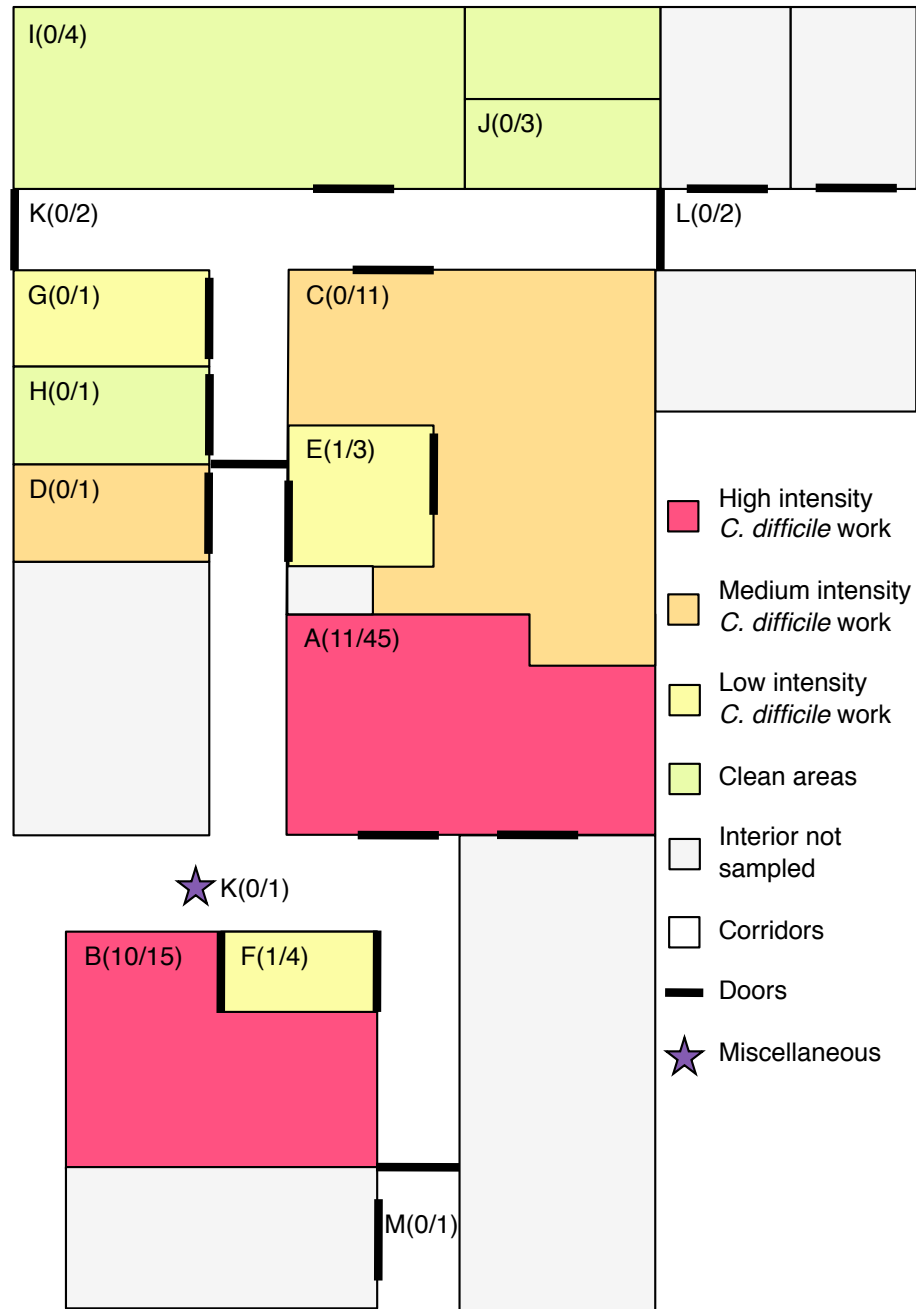 I(0/4)
J(0/3)
K(0/2)
L(0/2)
G(0/1)
C(0/11)
H(0/1)
E(1/3)
D(0/1)
A(11/45)
K(0/1)
B(10/15)
F(1/4)
M(0/1)
High intensity
C. difficile work
Medium intensity
C. difficile work
Low intensity
C. difficile work
Clean areas
Interior not
sampled
Corridors
Doors
Miscellaneous